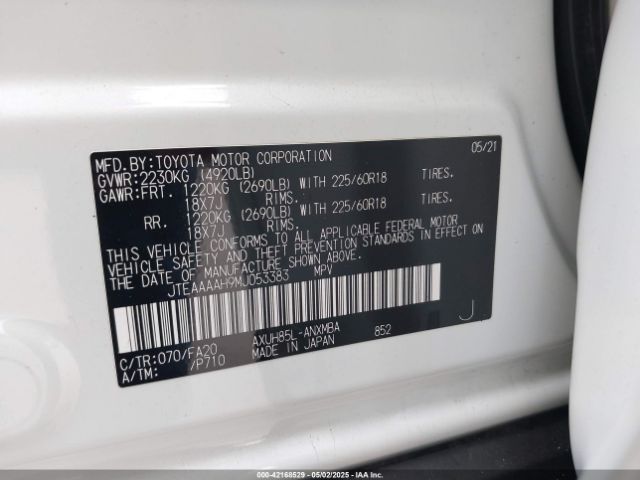 MFD.BY:TOYOTA MOTOR CORPORATION 05/21
GVWR:2230KG (4920LB)
GAWR:FRT. 1220KG (2690LB) WITH 225/60R18 TIRES.
18X7J RIMS.
RR. 1220KG (2690LB) WITH 225/60R18 TIRES.
18X7J RIMS.
THIS VEHICLE CONFORMS TO ALL APPLICABLE FEDERAL MOTOR
VEHICLE SAFETY AND THEFT PREVENTION STANDARDS IN EFFECT ON
THE DATE OF MANUFACTURE SHOWN ABOVE.
JTEAAAAH9MJ053383 MPV
C/TR:070/FA20 AXUH85L-ANXMBA 852 J
A/TM: /P710 MADE IN JAPAN
00-42168529 - 05/02/2025 - IAAI.com